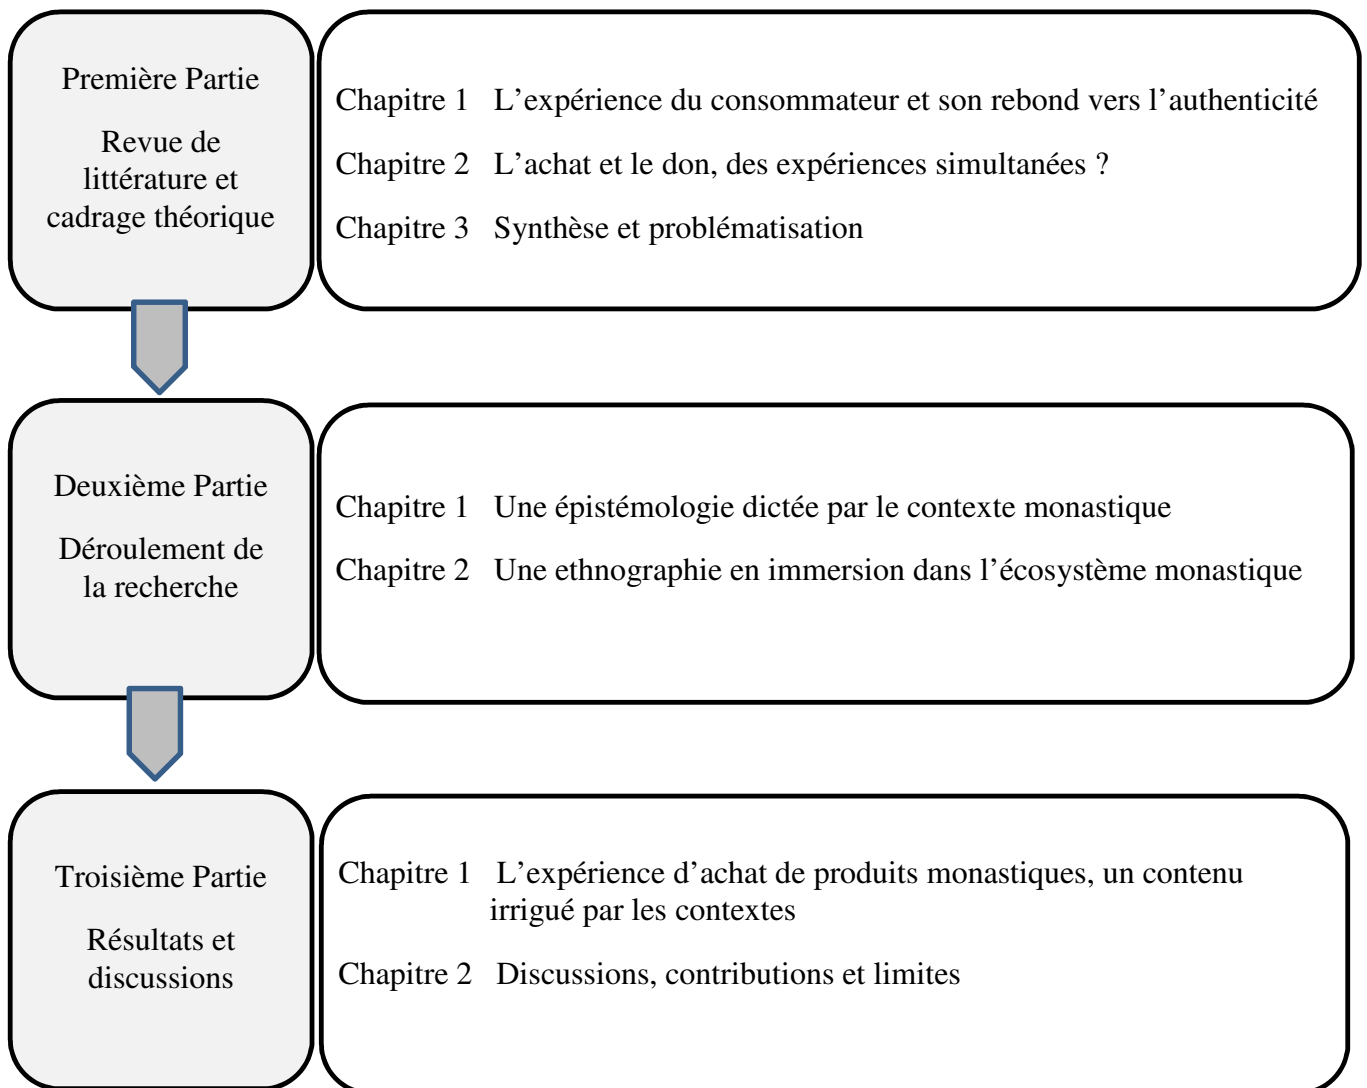 Première Partie
Revue de
littérature et
cadrage théorique
Chapitre 1 L’expérience du consommateur et son rebond vers l’authenticité
Chapitre 2 L’achat et le don, des expériences simultanées ?
Chapitre 3 Synthèse et problématisation
Deuxième Partie
Déroulement de
la recherche
Chapitre 1 Une épistémologie dictée par le contexte monastique
Chapitre 2 Une ethnographie en immersion dans l’écosystème monastique
Troisième Partie
Résultats et
discussions
Chapitre 1 L’expérience d’achat de produits monastiques, un contenu
irrigué par les contextes
Chapitre 2 Discussions, contributions et limites